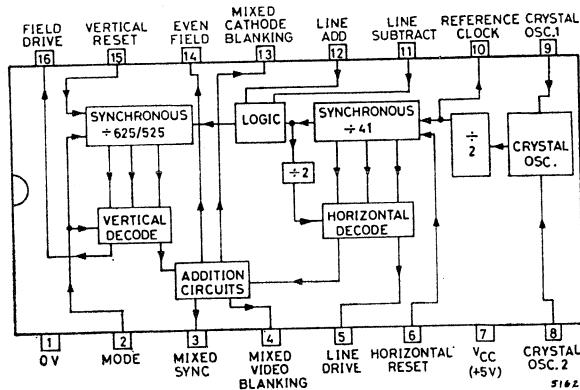 FIELD DRIVE
VERTICAL RESET
EVEN FIELD
MIXED CATHODE BLANKING
LINE ADD
LINE SUBTRACT
REFERENCE CLOCK
CRYSTAL OSC.1
16
15
14
13
12
11
10
9
SYNCHRONOUS
÷ 625/525
LOGIC
SYNCHRONOUS
÷ 41
÷
2
CRYSTAL
OSC.
÷2
VERTICAL
DECODE
HORIZONTAL
DECODE
ADDITION
CIRCUITS
1
2
3
4
5
6
7
8
0V
MODE
MIXED SYNC
MIXED VIDEO BLANKING
LINE DRIVE
HORIZONTAL RESET
VCC (+5V)
CRYSTAL OSC. 2
5162